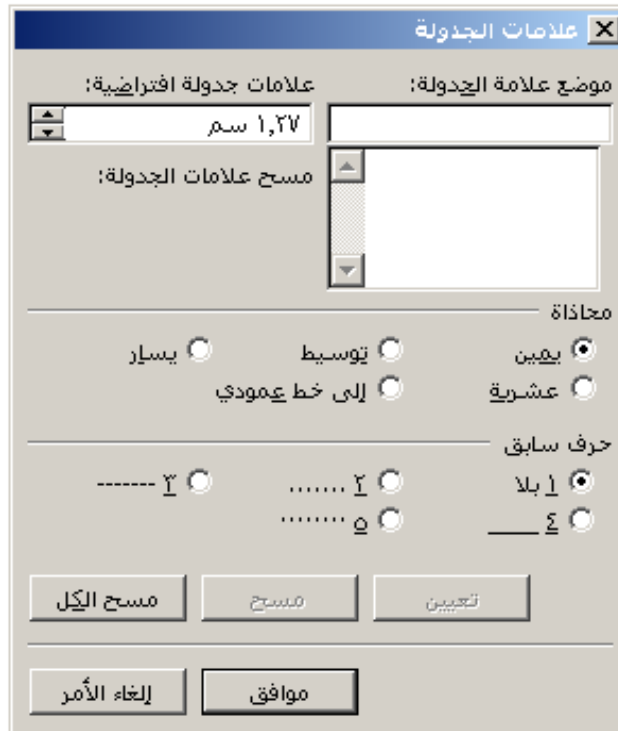 علامات الجدولة
موضع علامة الجدولة: علامات جدولة افتراضية:
١,٢٧ سم
مسح علامات الجدولة:
محاذاة
يمين توسيط يسار
عشرية إلى خط عمودي
حرف سابق
١ بلا ٢ ....... ٣ -------
٤ ____ ٥ ········
تعيين مسح مسح الكل
موافق إلغاء الأمر